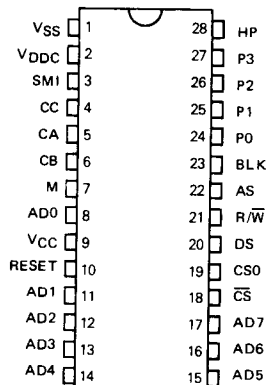 VSS 1 28 HP
VDDC 2 27 P3
SMI 3 26 P2
CC 4 25 P1
CA 5 24 P0
CB 6 23 BLK
M 7 22 AS
AD0 8 21 R/W̅
VCC 9 20 DS
RESET 10 19 CS0
AD1 11 18 C̅S̅
AD2 12 17 AD7
AD3 13 16 AD6
AD4 14 15 AD5